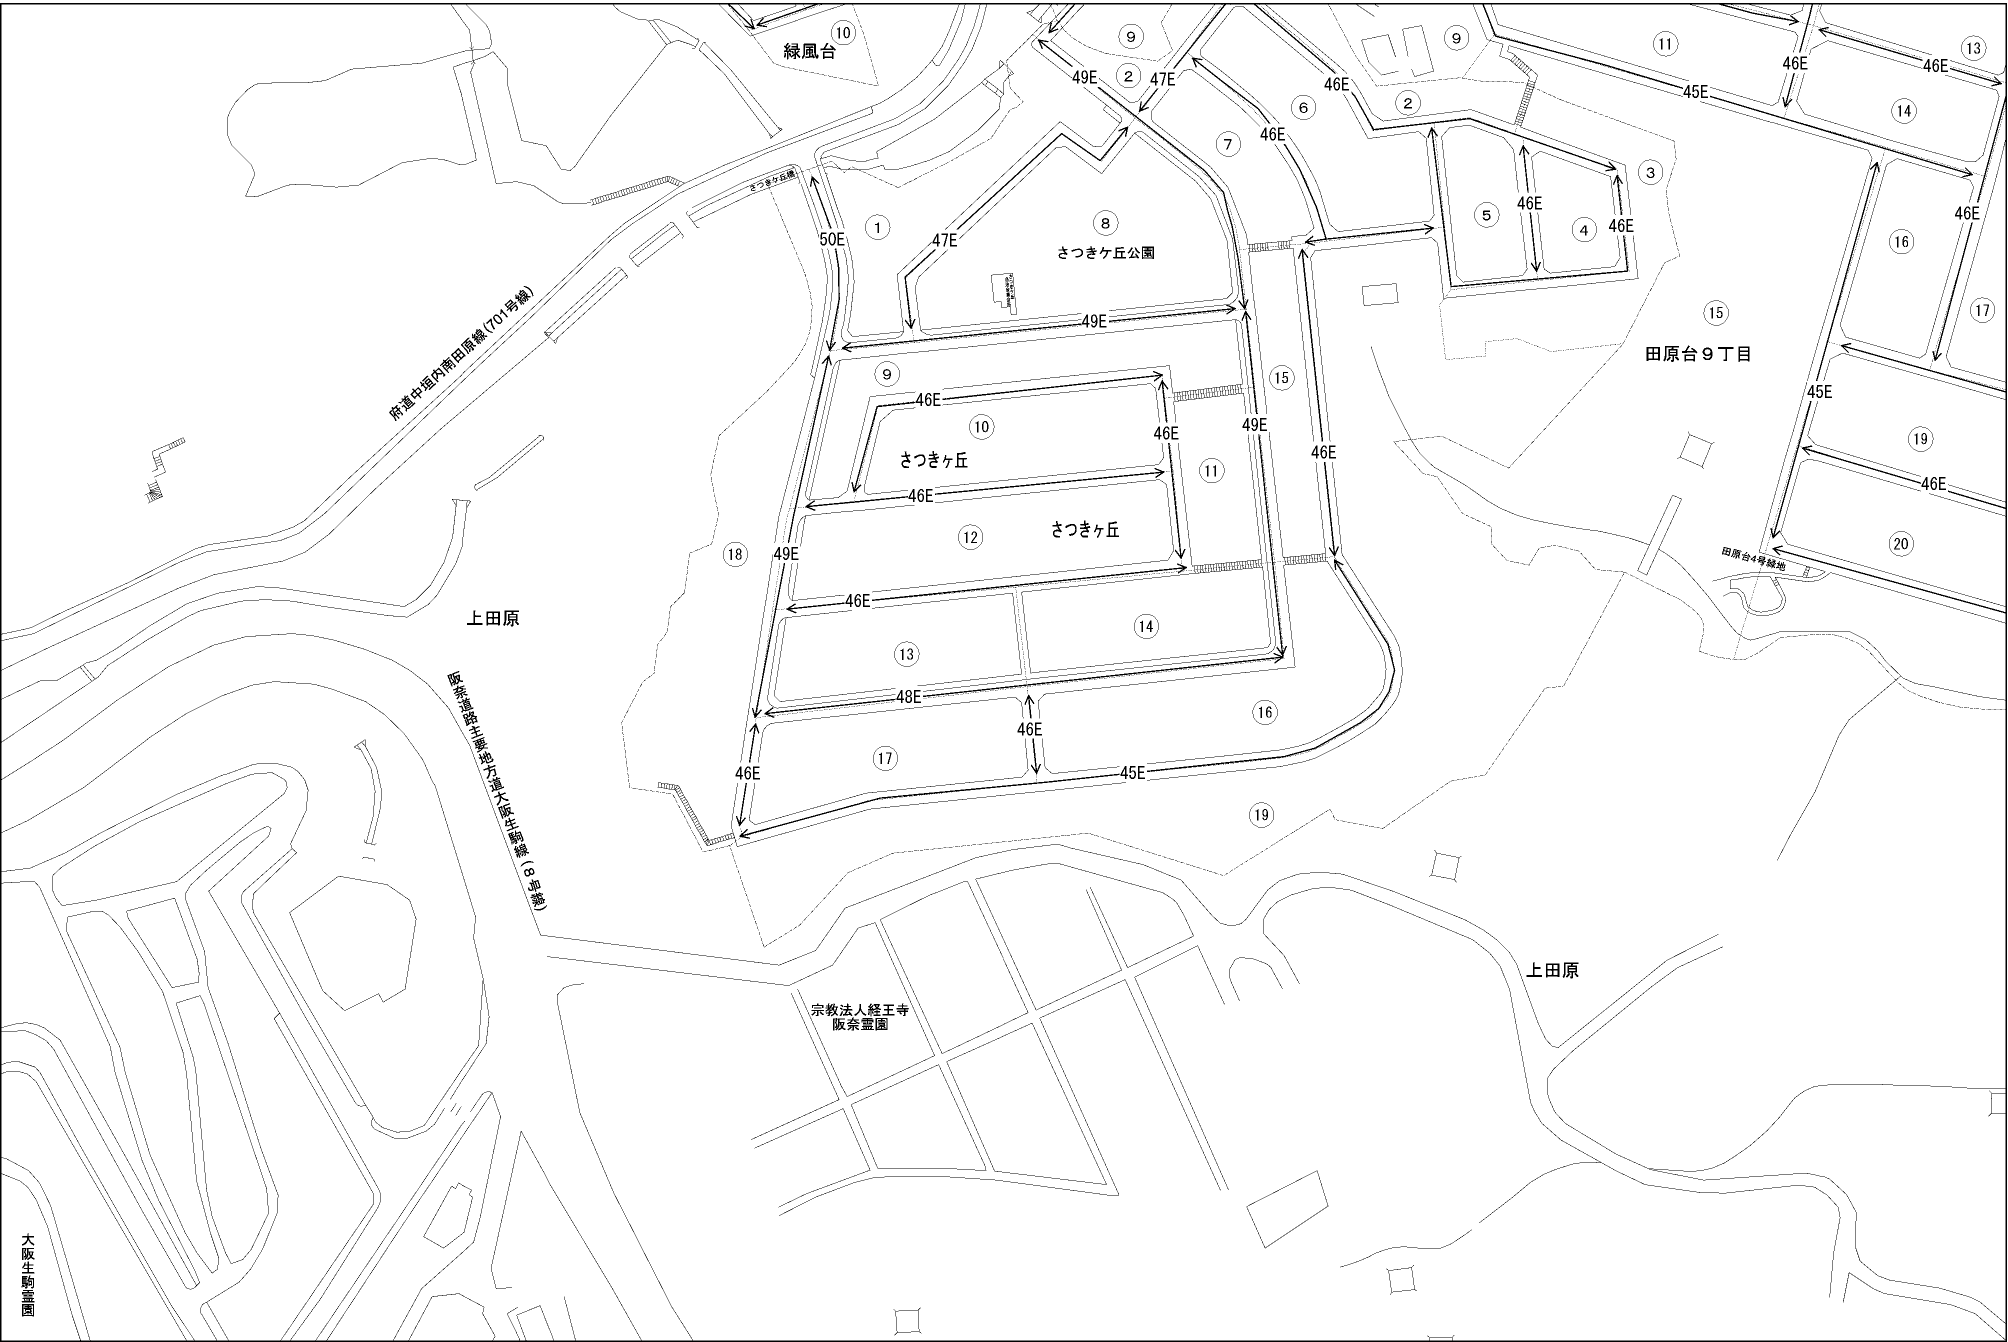 ⑩
緑風台
⑨
⑨
⑪
⑬
49E
②
47E
46E
46E
46E
45E
⑥
②
⑭
46E
⑦
さつきケ丘橋
③
50E
①
47E
⑧
さつきケ丘公園
46E
⑤
46E
④
46E
46E
⑯
府道中垣内南田原線(701号線)
49E
⑮
田原台９丁目
⑰
⑨
⑮
46E
⑩
46E
49E
45E
さつきヶ丘
⑪
46E
⑲
46E
46E
さつきヶ丘
⑫
⑱
49E
⑳
田原台4号緑地
46E
上田原
⑭
⑬
阪奈道路主要地方道大阪生駒線(8号線)
48E
46E
⑯
⑰
46E
45E
⑲
上田原
宗教法人経王寺
阪奈霊園
大阪生駒霊園